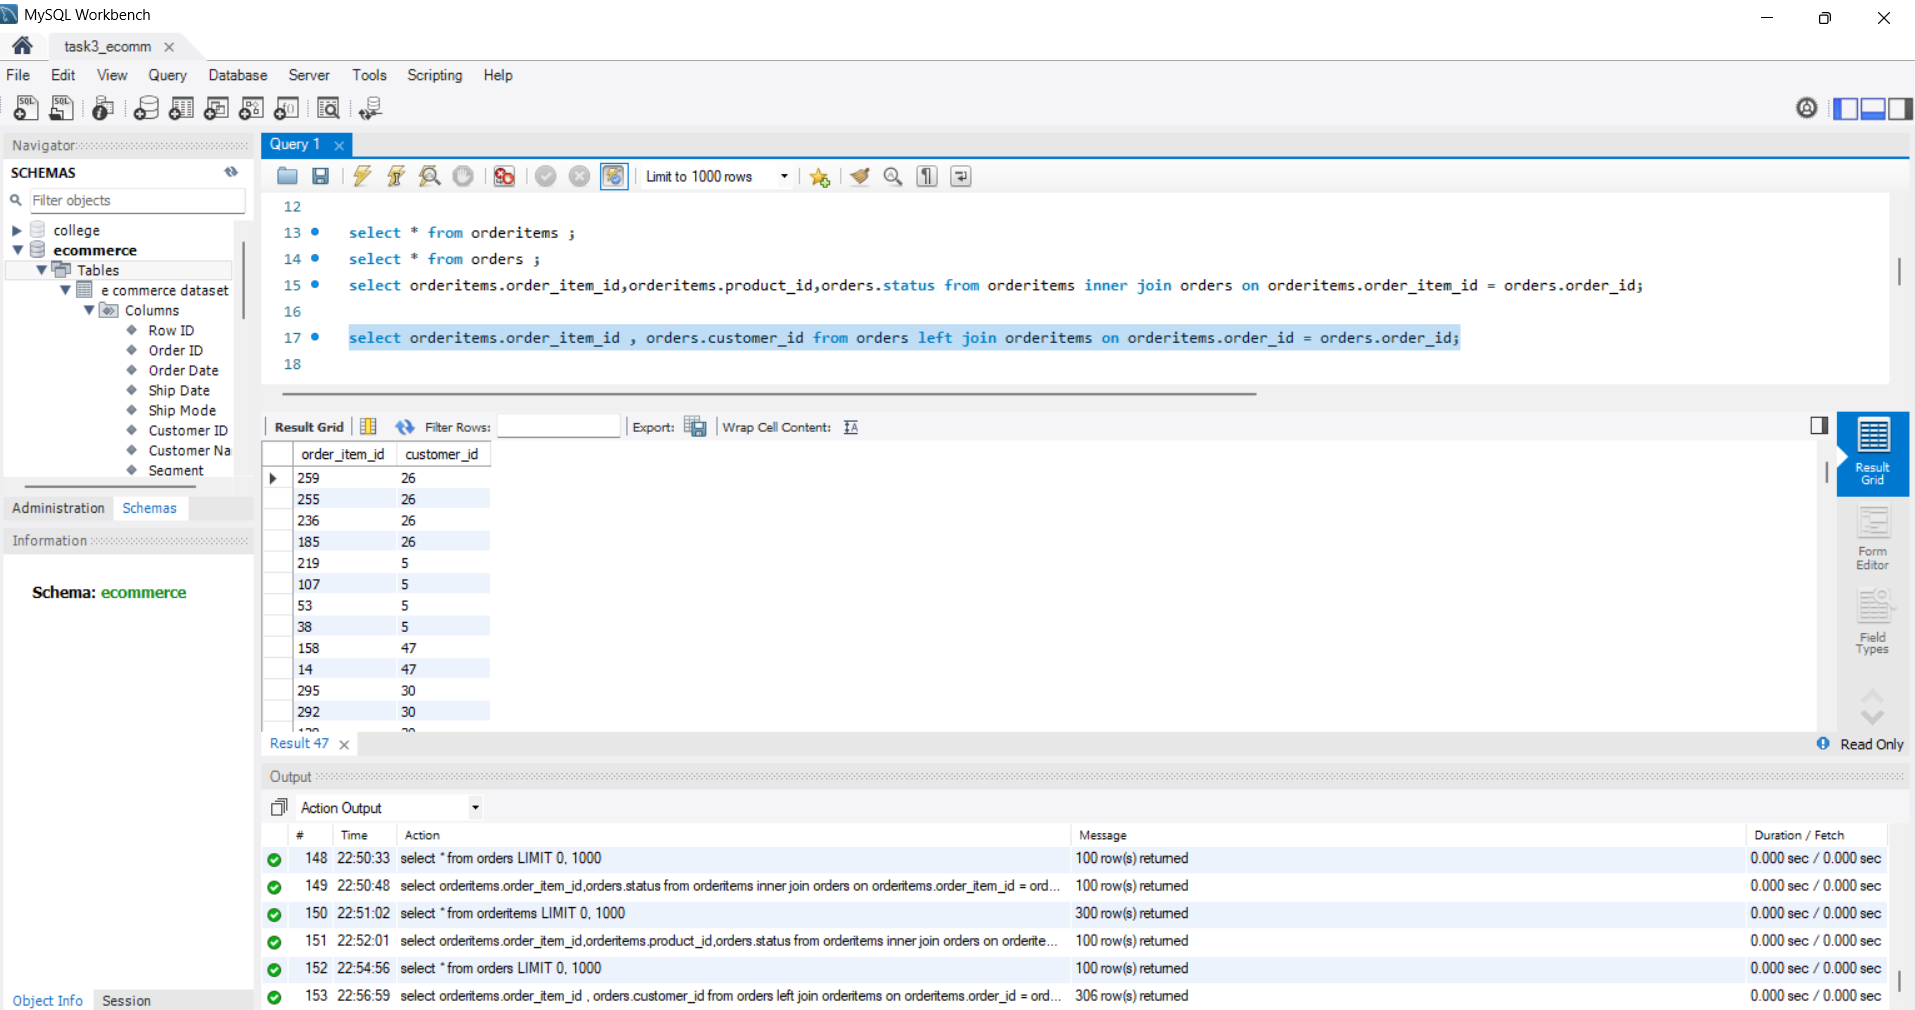 MySQL Workbench
task3_ecomm
File Edit View Query Database Server Tools Scripting Help
Navigator
SCHEMAS
Filter objects
college
ecommerce
Tables
e commerce dataset
Columns
Row ID
Order ID
Order Date
Ship Date
Ship Mode
Customer ID
Customer Na
Segment
Administration Schemas
Information
Schema: ecommerce
Object Info Session
Query 1
Limit to 1000 rows
12
13 select * from orderitems ;
14 select * from orders ;
15 select orderitems.order_item_id,orderitems.product_id,orders.status from orderitems inner join orders on orderitems.order_item_id = orders.order_id;
16
17 select orderitems.order_item_id , orders.customer_id from orders left join orderitems on orderitems.order_id = orders.order_id;
18
Result Grid Filter Rows: Export: Wrap Cell Content:
order_item_id customer_id
259 26
255 26
236 26
185 26
219 5
107 5
53 5
38 5
158 47
14 47
295 30
292 30
Result Grid
Form Editor
Field Types
Result 47
Read Only
Output
Action Output
# Time Action Message Duration / Fetch
148 22:50:33 select * from orders LIMIT 0, 1000 100 row(s) returned 0.000 sec / 0.000 sec
149 22:50:48 select orderitems.order_item_id,orders.status from orderitems inner join orders on orderitems.order_item_id = ord... 100 row(s) returned 0.000 sec / 0.000 sec
150 22:51:02 select * from orderitems LIMIT 0, 1000 300 row(s) returned 0.000 sec / 0.000 sec
151 22:52:01 select orderitems.order_item_id,orderitems.product_id,orders.status from orderitems inner join orders on orderite... 100 row(s) returned 0.000 sec / 0.000 sec
152 22:54:56 select * from orders LIMIT 0, 1000 100 row(s) returned 0.000 sec / 0.000 sec
153 22:56:59 select orderitems.order_item_id , orders.customer_id from orders left join orderitems on orderitems.order_id = ord... 306 row(s) returned 0.000 sec / 0.000 sec